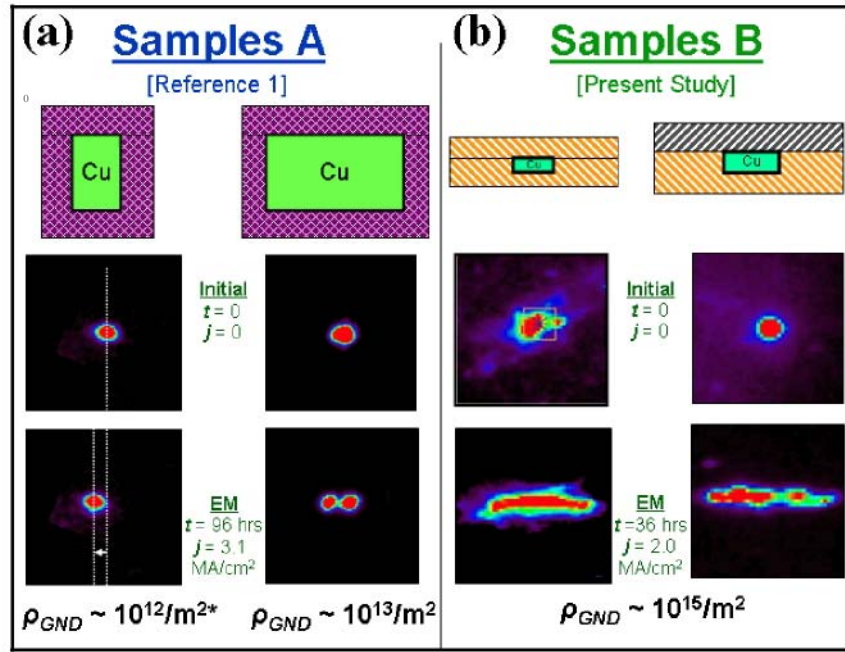 (a)
Samples A
[Reference 1]
0
Cu
Cu
Initial
t = 0
j = 0
EM
t = 96 hrs
j = 3.1
MA/cm²
ρGND ~ 10¹²/m²*
ρGND ~ 10¹³/m²
(b)
Samples B
[Present Study]
Cu
Cu
Initial
t = 0
j = 0
EM
t =36 hrs
j = 2.0
MA/cm²
ρGND ~ 10¹⁵/m²